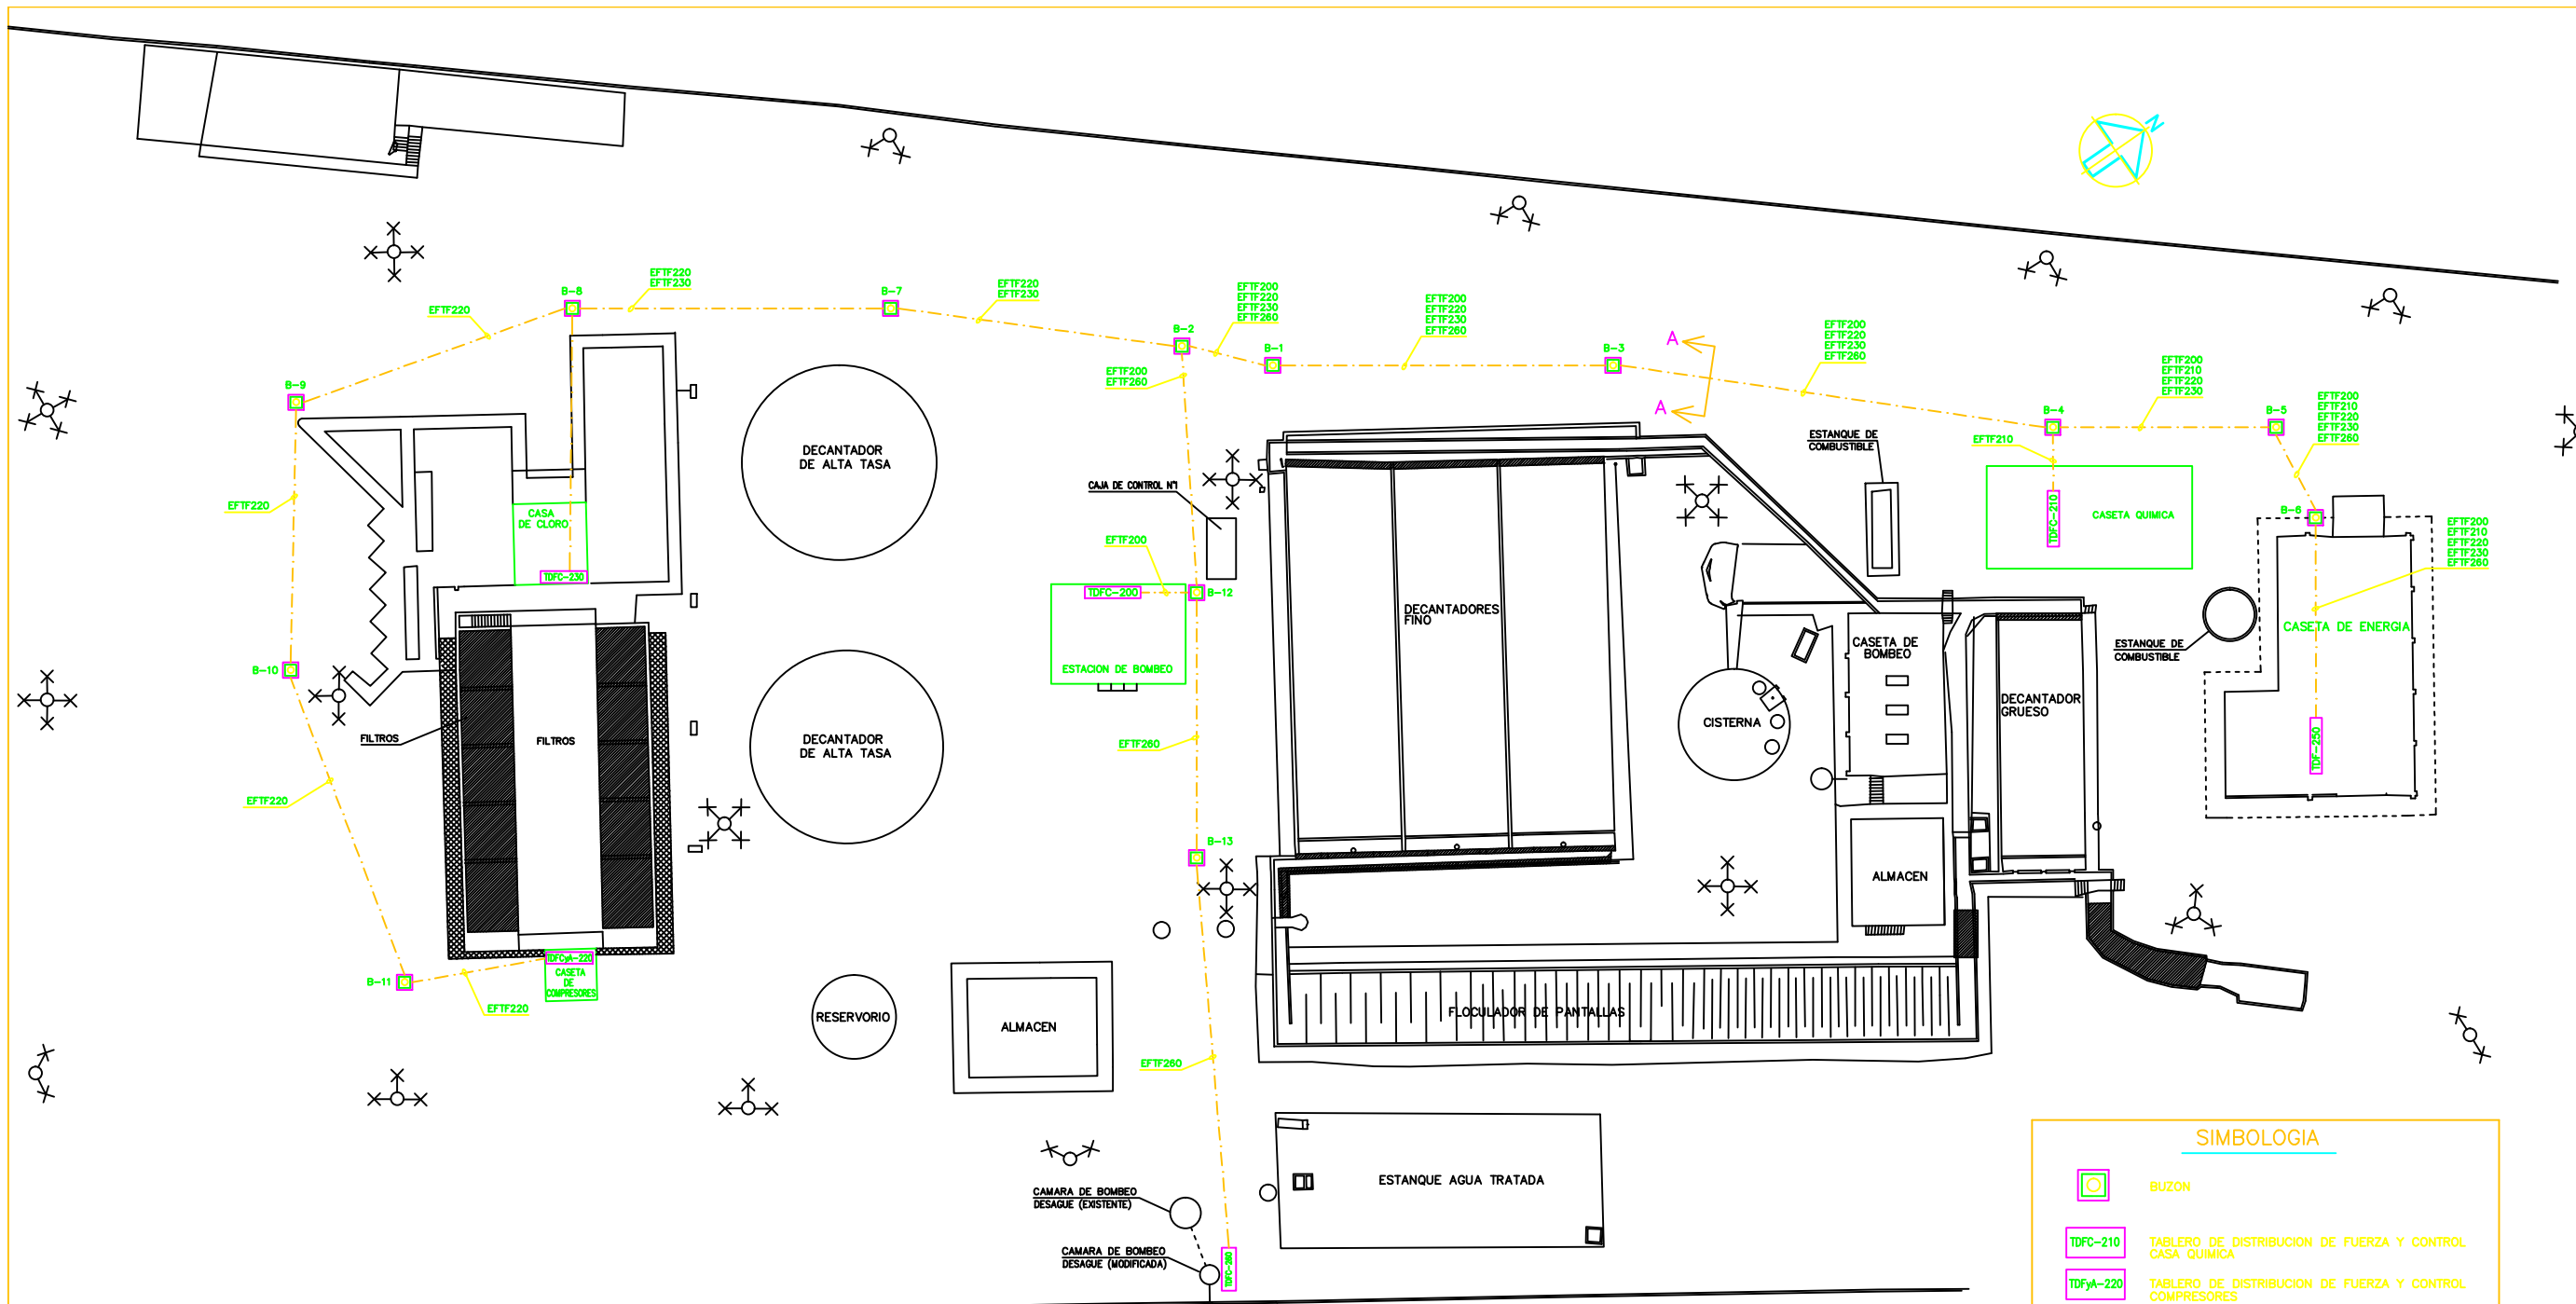 N
B-8
EFTF220
EFTF230
B-7
EFTF220
EFTF230
EFTF200
EFTF220
EFTF230
EFTF260
EFTF200
EFTF220
EFTF230
EFTF260
EFTF220
B-2
B-1
B-3
A
A
EFTF200
EFTF220
EFTF230
EFTF260
EFTF200
EFTF210
EFTF220
EFTF230
B-9
EFTF200
EFTF260
B-4
B-5
EFTF200
EFTF210
EFTF220
EFTF230
EFTF260
DECANTADOR
DE ALTA TASA
ESTANQUE DE
COMBUSTIBLE
EFTF210
CAJA DE CONTROL N°1
EFTF220
CASA
DE CLORO
TDFC-210
CASETA QUIMICA
B-6
EFTF200
EFTF210
EFTF220
EFTF230
EFTF260
EFTF200
TDFC-230
TDFC-200
B-12
DECANTADORES
FINO
CASETA DE
BOMBEO
ESTANQUE DE
COMBUSTIBLE
CASETA DE ENERGIA
B-10
ESTACION DE BOMBEO
DECANTADOR
GRUESO
CISTERNA
FILTROS
FILTROS
DECANTADOR
DE ALTA TASA
EFTF260
TDF-250
EFTF220
B-13
ALMACEN
B-11
TDFCyA-220
CASETA
DE
COMPRESORES
EFTF220
RESERVORIO
ALMACEN
FLOCULADOR DE PANTALLAS
EFTF260
CAMARA DE BOMBEO
DESAGUE (EXISTENTE)
ESTANQUE AGUA TRATADA
CAMARA DE BOMBEO
DESAGUE (MODIFICADA)
TDFC-260
SIMBOLOGIA
BUZON
TDFC-210
TABLERO DE DISTRIBUCION DE FUERZA Y CONTROL
CASA QUIMICA
TDFyA-220
TABLERO DE DISTRIBUCION DE FUERZA Y CONTROL
COMPRESORES